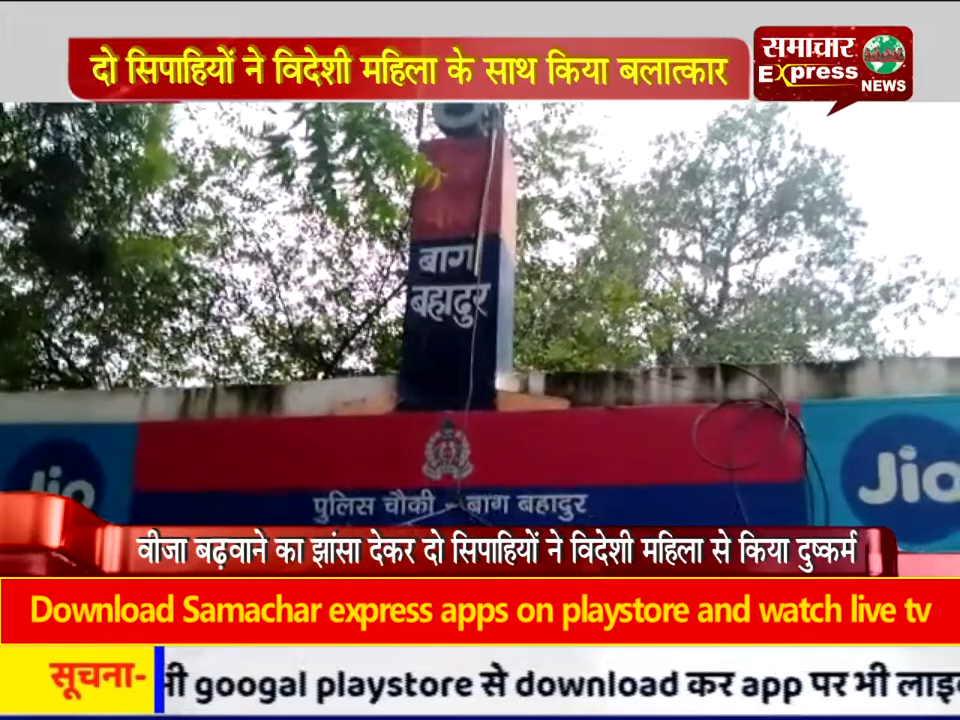 दो सिपाहियों ने विदेशी महिला के साथ किया बलात्कार
समाचार
Express
NEWS
बाग
बहादुर
Jio
Jio
पुलिस चौकी - बाग बहादुर
वीजा बढ़वाने का झांसा देकर दो सिपाहियों ने विदेशी महिला से किया दुष्कर्म
Download Samachar express apps on playstore and watch live tv
सूचना- googal playstore से download कर app पर भी